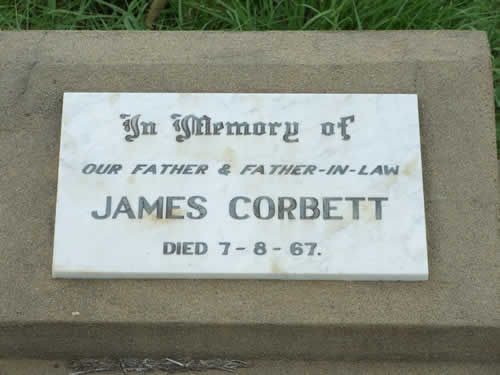 In Memory of
OUR FATHER & FATHER-IN-LAW
JAMES CORBETT
DIED 7-8-67.